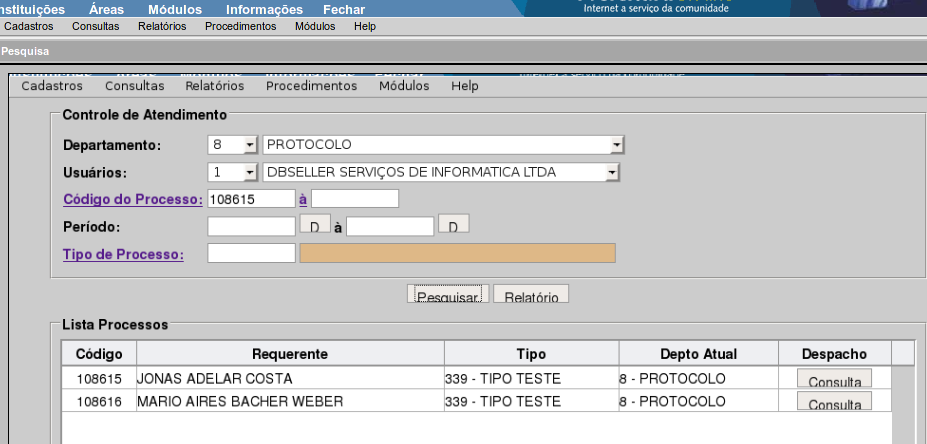 nstituições Áreas Módulos Informações Fechar
Internet a serviço da comunidade
Cadastros Consultas Relatórios Procedimentos Módulos Help
Pesquisa
Cadastros Consultas Relatórios Procedimentos Módulos Help
Controle de Atendimento
Departamento: 8 PROTOCOLO
Usuários: 1 DBSELLER SERVIÇOS DE INFORMATICA LTDA
Código do Processo: 108615 à
Período: D à D
Tipo de Processo:
Pesquisar Relatório
Lista Processos
Código Requerente Tipo Depto Atual Despacho
108615 JONAS ADELAR COSTA 339 - TIPO TESTE 8 - PROTOCOLO Consulta
108616 MARIO AIRES BACHER WEBER 339 - TIPO TESTE 8 - PROTOCOLO Consulta